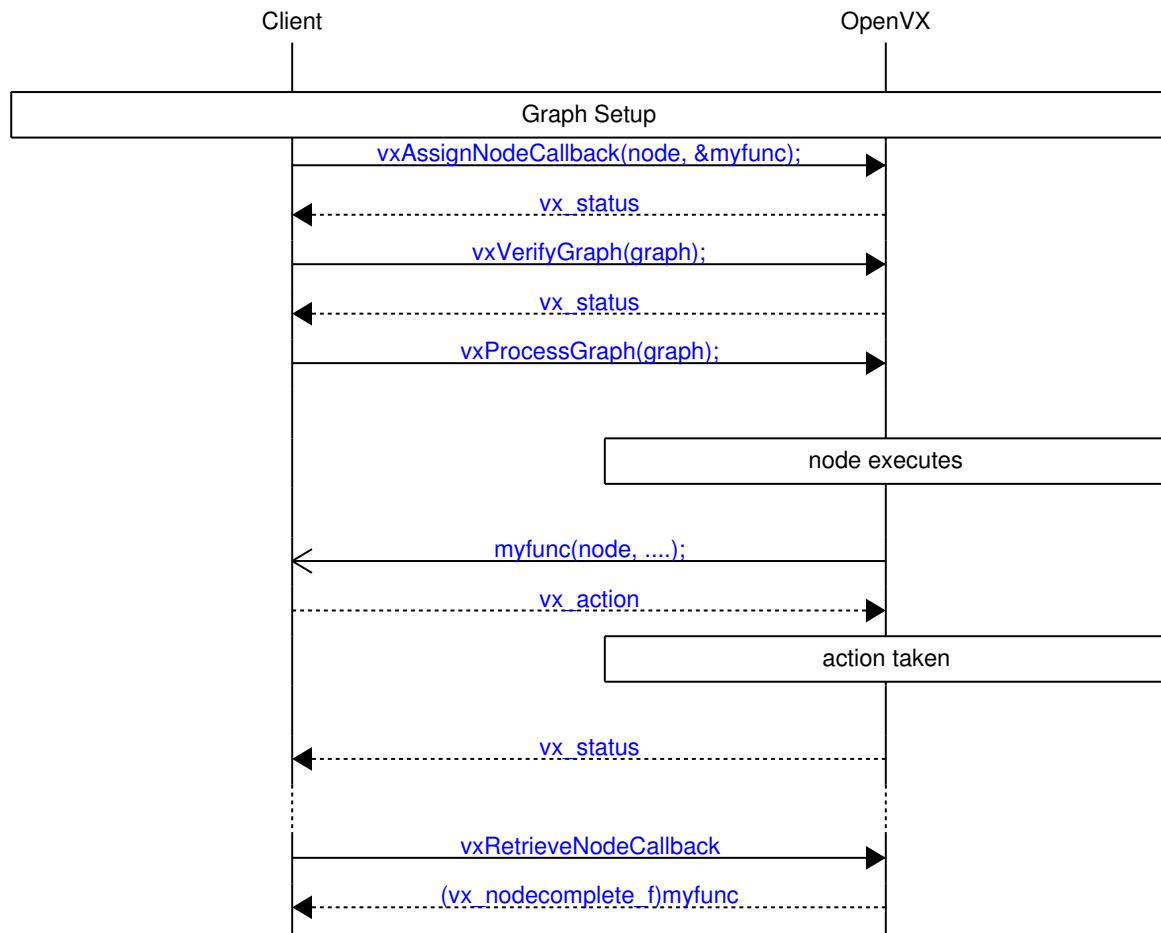 Client
OpenVX
Graph Setup
vxAssignNodeCallback(node, &myfunc);
vx_status
vxVerifyGraph(graph);
vx_status
vxProcessGraph(graph);
node executes
myfunc(node, ....);
vx_action
action taken
vx_status
vxRetrieveNodeCallback
(vx_nodecomplete_f)myfunc